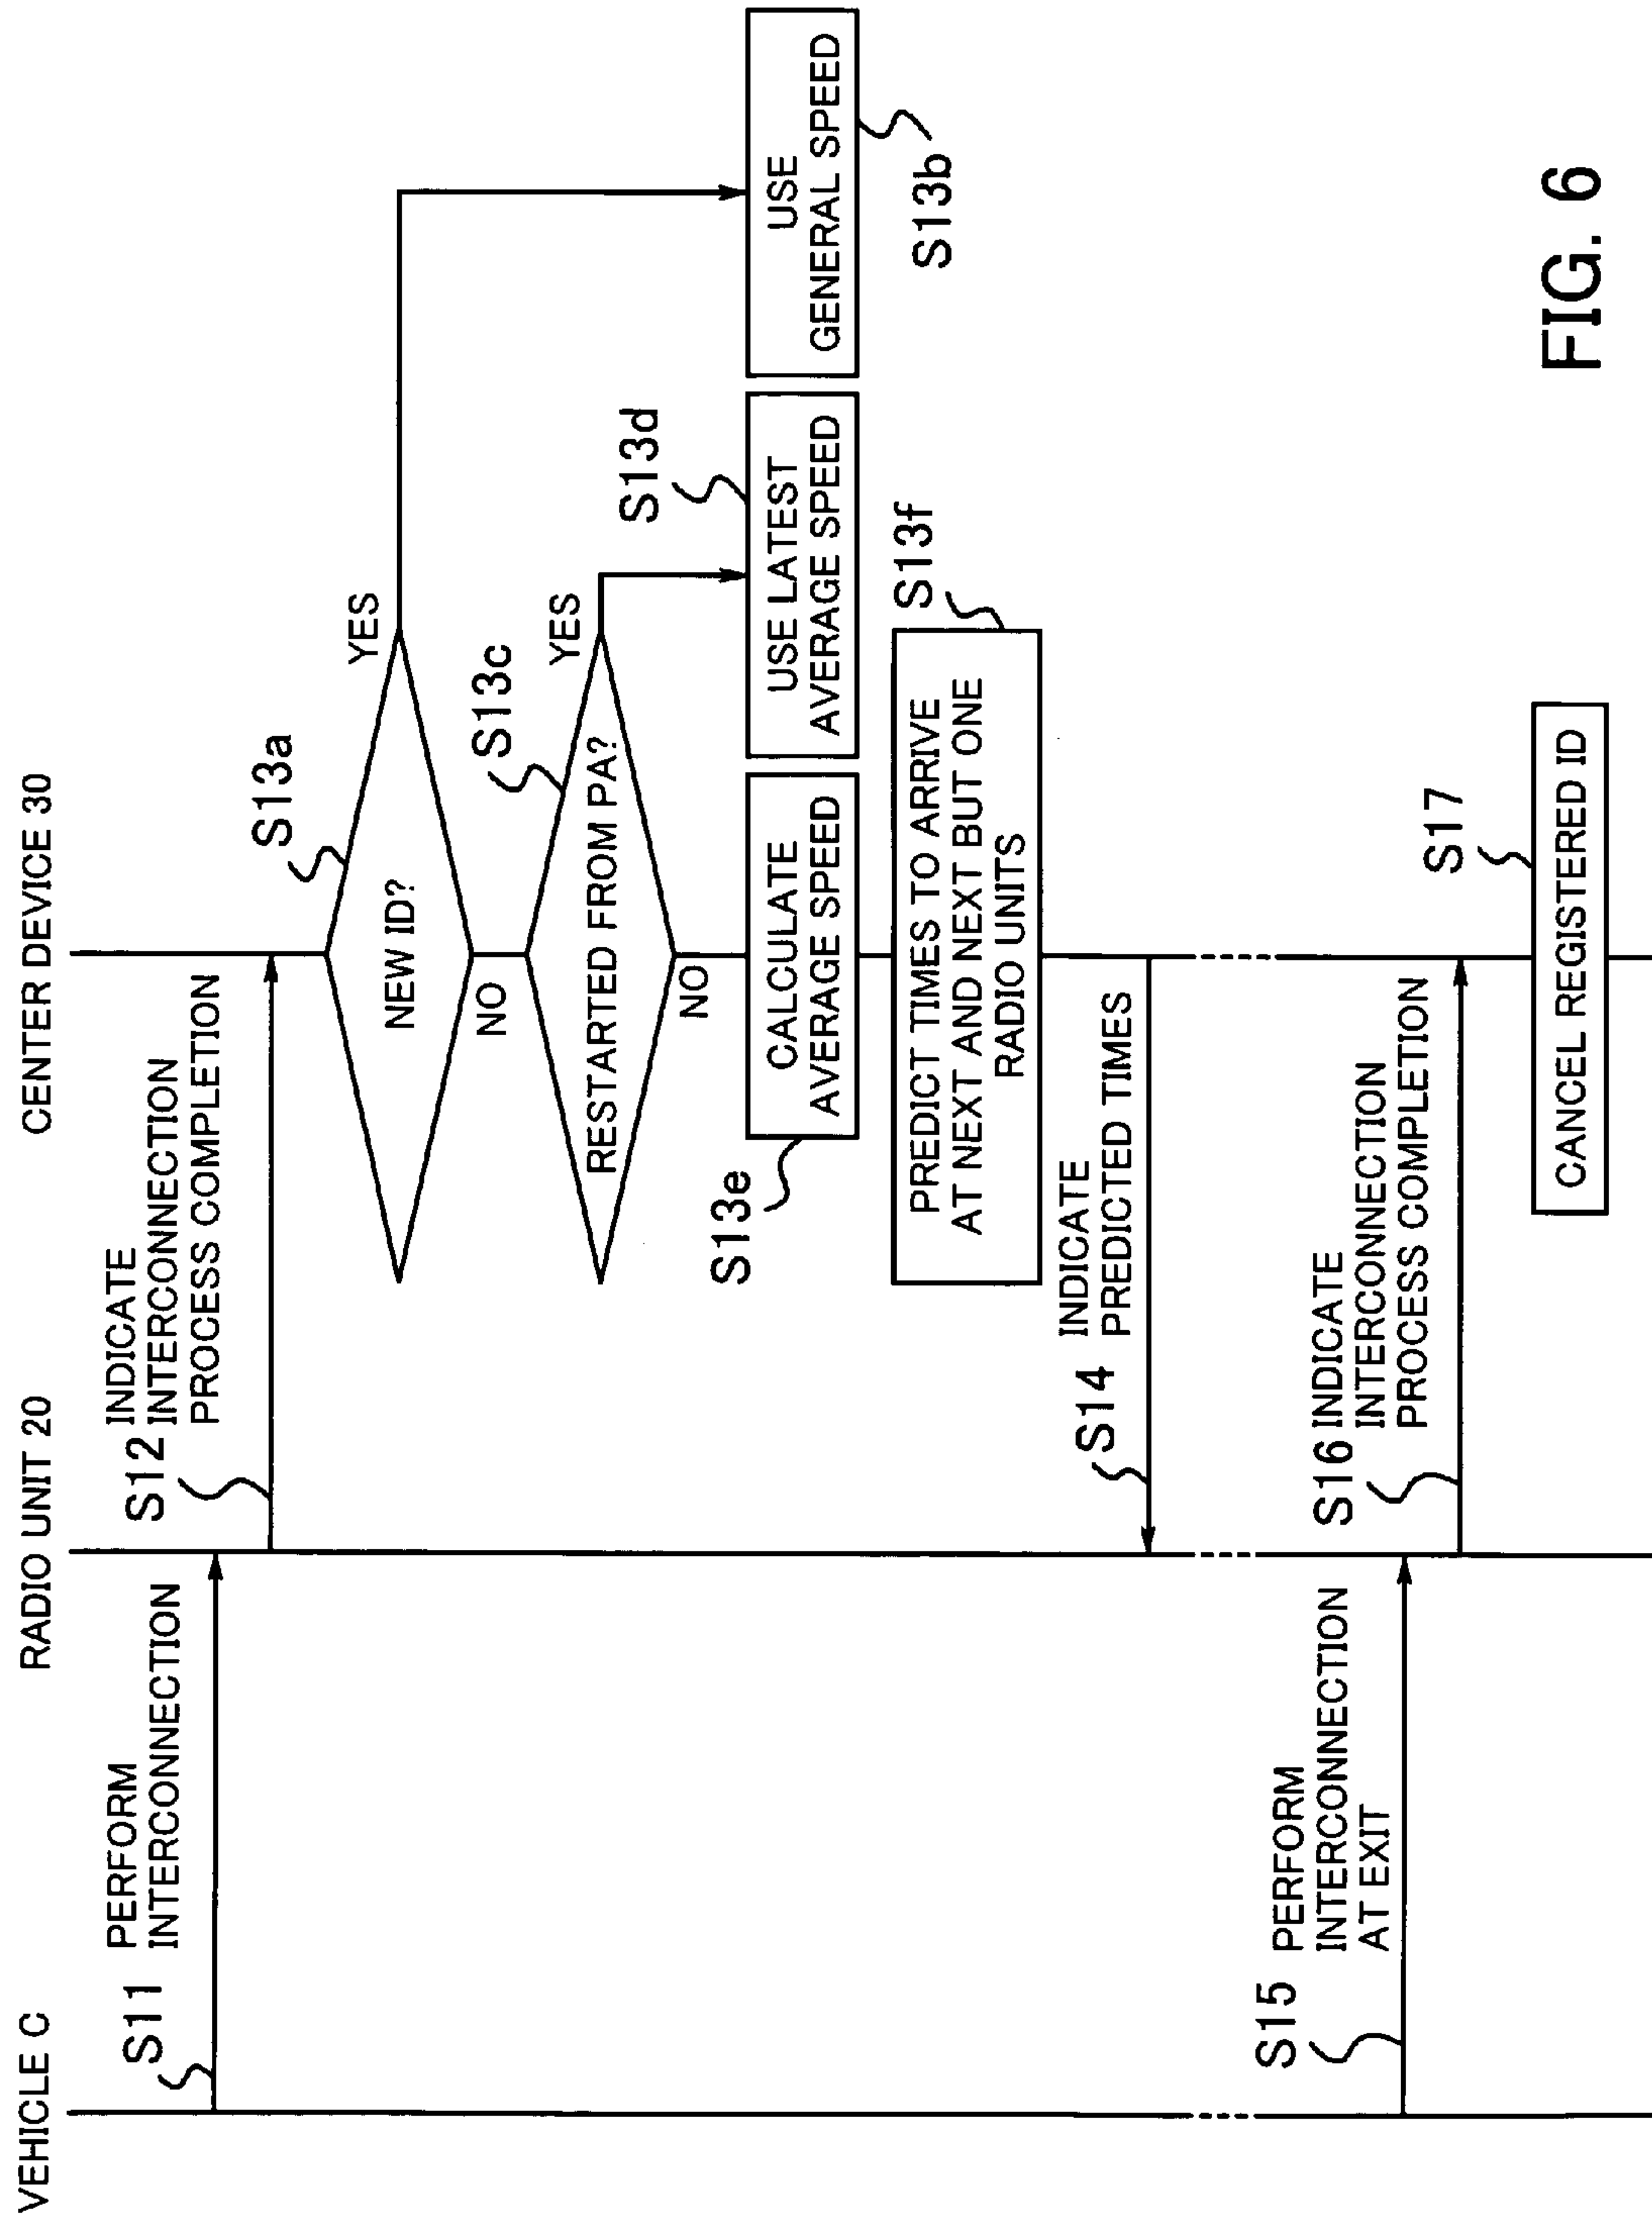 VEHICLE C
RADIO UNIT 20
CENTER DEVICE 30
S11
PERFORM
INTERCONNECTION
S12
INDICATE
INTERCONNECTION
PROCESS COMPLETION
S13a
NEW ID?
YES
NO
S13c
RESTARTED FROM PA?
YES
NO
S13e
CALCULATE
AVERAGE SPEED
S13d
USE LATEST
AVERAGE SPEED
USE
GENERAL SPEED
S13b
S13f
PREDICT TIMES TO ARRIVE
AT NEXT AND NEXT BUT ONE
RADIO UNITS
S14
INDICATE
PREDICTED TIMES
S15
PERFORM
INTERCONNECTION
AT EXIT
S16
INDICATE
INTERCONNECTION
PROCESS COMPLETION
S17
CANCEL REGISTERED ID
FIG. 6